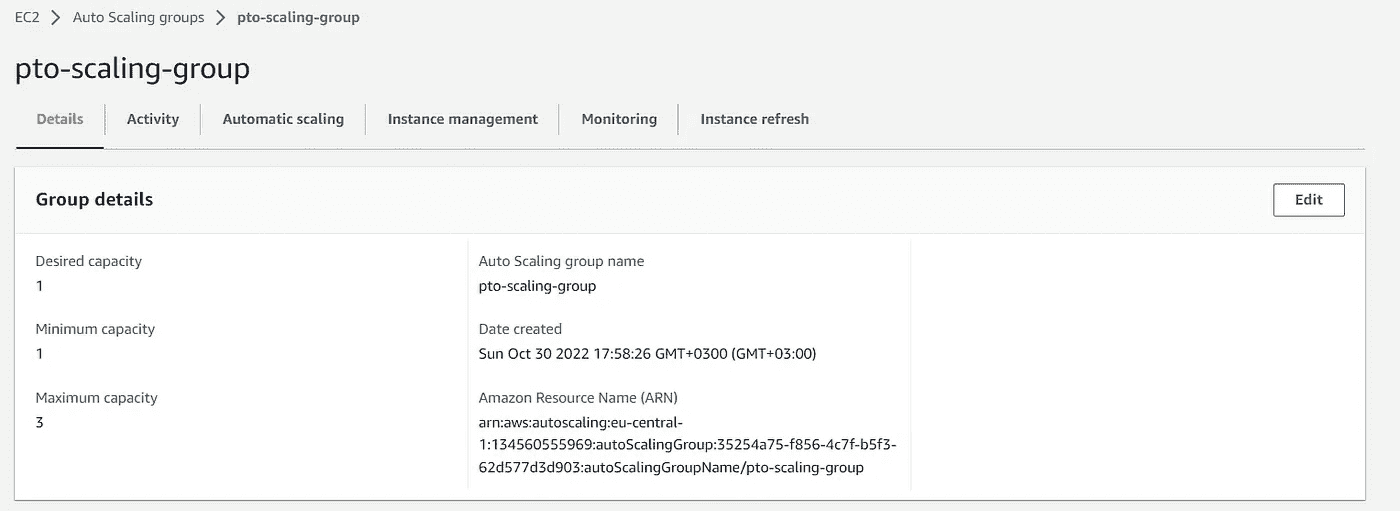 EC2 > Auto Scaling groups > pto-scaling-group
pto-scaling-group
Details Activity Automatic scaling Instance management Monitoring Instance refresh
Group details
Edit
Desired capacity
1
Minimum capacity
1
Maximum capacity
3
Auto Scaling group name
pto-scaling-group
Date created
Sun Oct 30 2022 17:58:26 GMT+0300 (GMT+03:00)
Amazon Resource Name (ARN)
arn:aws:autoscaling:eu-central-
1:134560555969:autoScalingGroup:35254a75-f856-4c7f-b5f3-
62d577d3d903:autoScalingGroupName/pto-scaling-group